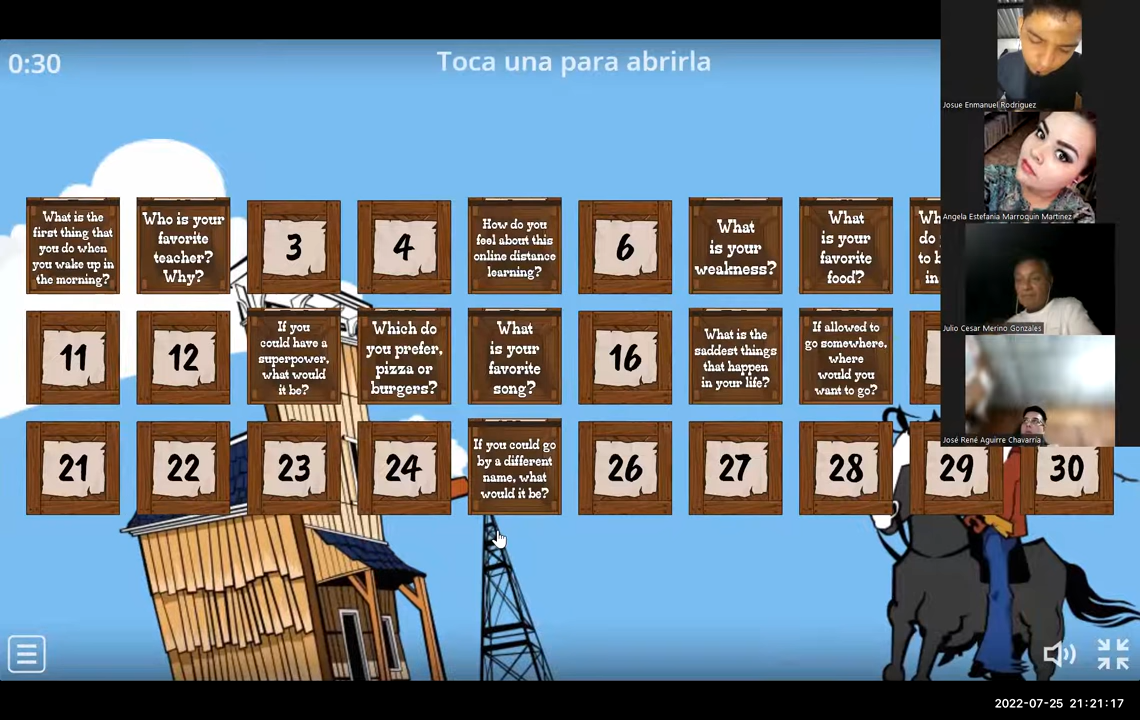 0:30
Toca una para abrirla
What is the
first thing that
you do when
you wake up in
the morning?
Who is your
favorite
teacher?
Why?
3
4
How do you
feel about this
online distance
learning?
6
What
is your
weakness?
What
is your
favorite
food?
do
in
11
12
If you
could have a
superpower,
what would
it be?
Which do
you prefer,
pizza or
burgers?
What
is your
favorite
song?
16
What is the
saddest things
that happen
in your life?
If allowed to
go somewhere,
where
would you
want to go?
21
22
23
24
If you could go
by a different
name, what
would it be?
26
27
28
29
30
Josue Enmanuel Rodriguez
Angela Estefania Marroquin Martinez
Julio Cesar Merino Gonzales
José René Aguirre Chavarría
2022-07-25 21:21:17